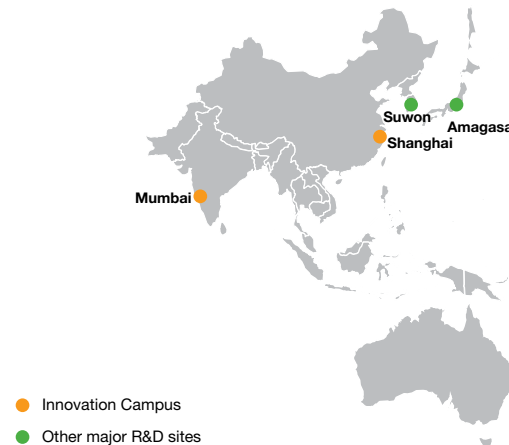 Suwon
Amagasa
Shanghai
Mumbai
Innovation Campus
Other major R&D sites